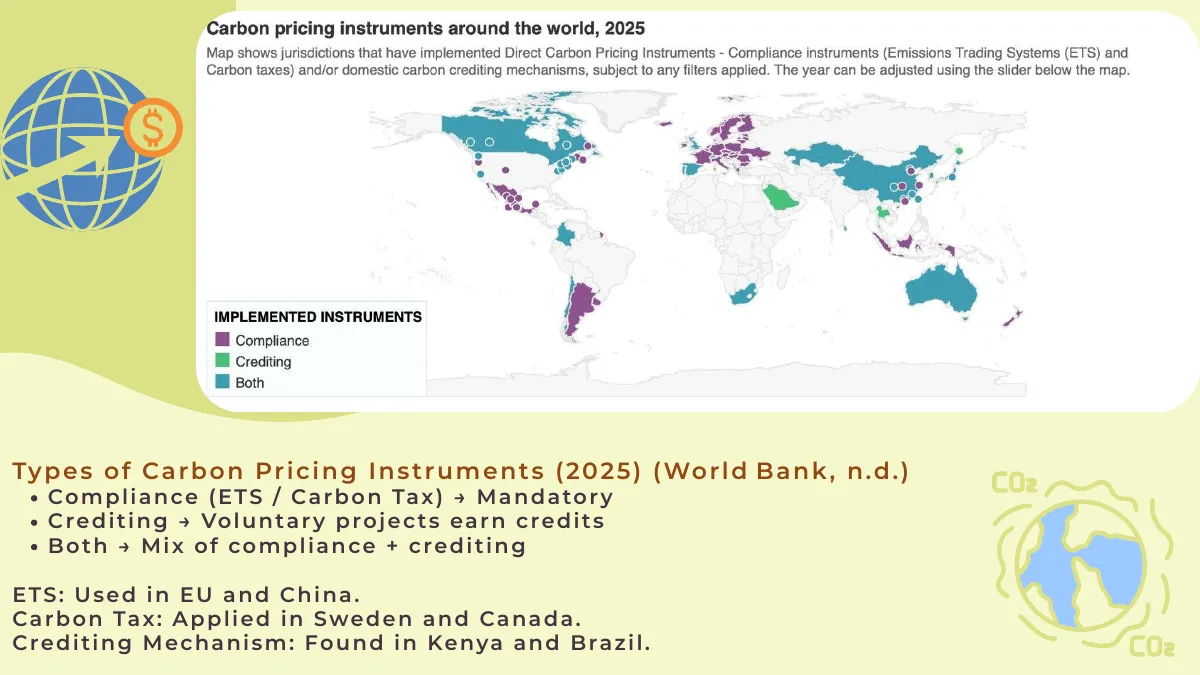 Carbon pricing instruments around the world, 2025
Map shows jurisdictions that have implemented Direct Carbon Pricing Instruments - Compliance instruments (Emissions Trading Systems (ETS) and
Carbon taxes) and/or domestic carbon crediting mechanisms, subject to any filters applied. The year can be adjusted using the slider below the map.
$
IMPLEMENTED INSTRUMENTS
Compliance
Crediting
Both
Types of Carbon Pricing Instruments (2025) (World Bank, n.d.)
• Compliance (ETS / Carbon Tax) → Mandatory
• Crediting → Voluntary projects earn credits
• Both → Mix of compliance + crediting
ETS: Used in EU and China.
Carbon Tax: Applied in Sweden and Canada.
Crediting Mechanism: Found in Kenya and Brazil.
CO₂
CO₂